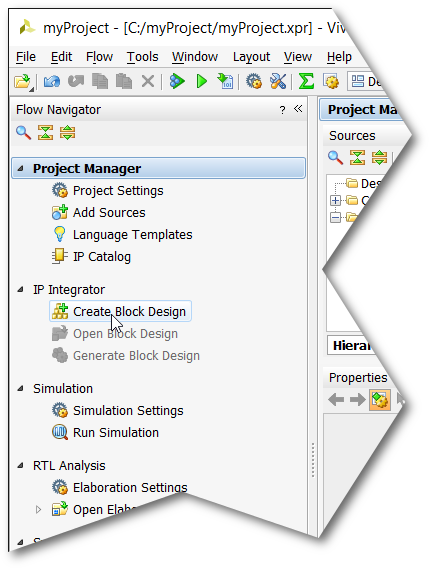 myProject - [C:/myProject/myProject.xpr] - Viv
File Edit Flow Tools Window Layout View Help
De
Flow Navigator ? «
Project Manager
Project Settings
Add Sources
Language Templates
IP Catalog
IP Integrator
Create Block Design
Open Block Design
Generate Block Design
Simulation
Simulation Settings
Run Simulation
RTL Analysis
Elaboration Settings
Open Elab
Project Ma
Sources
Des
C
Hierar
Properties